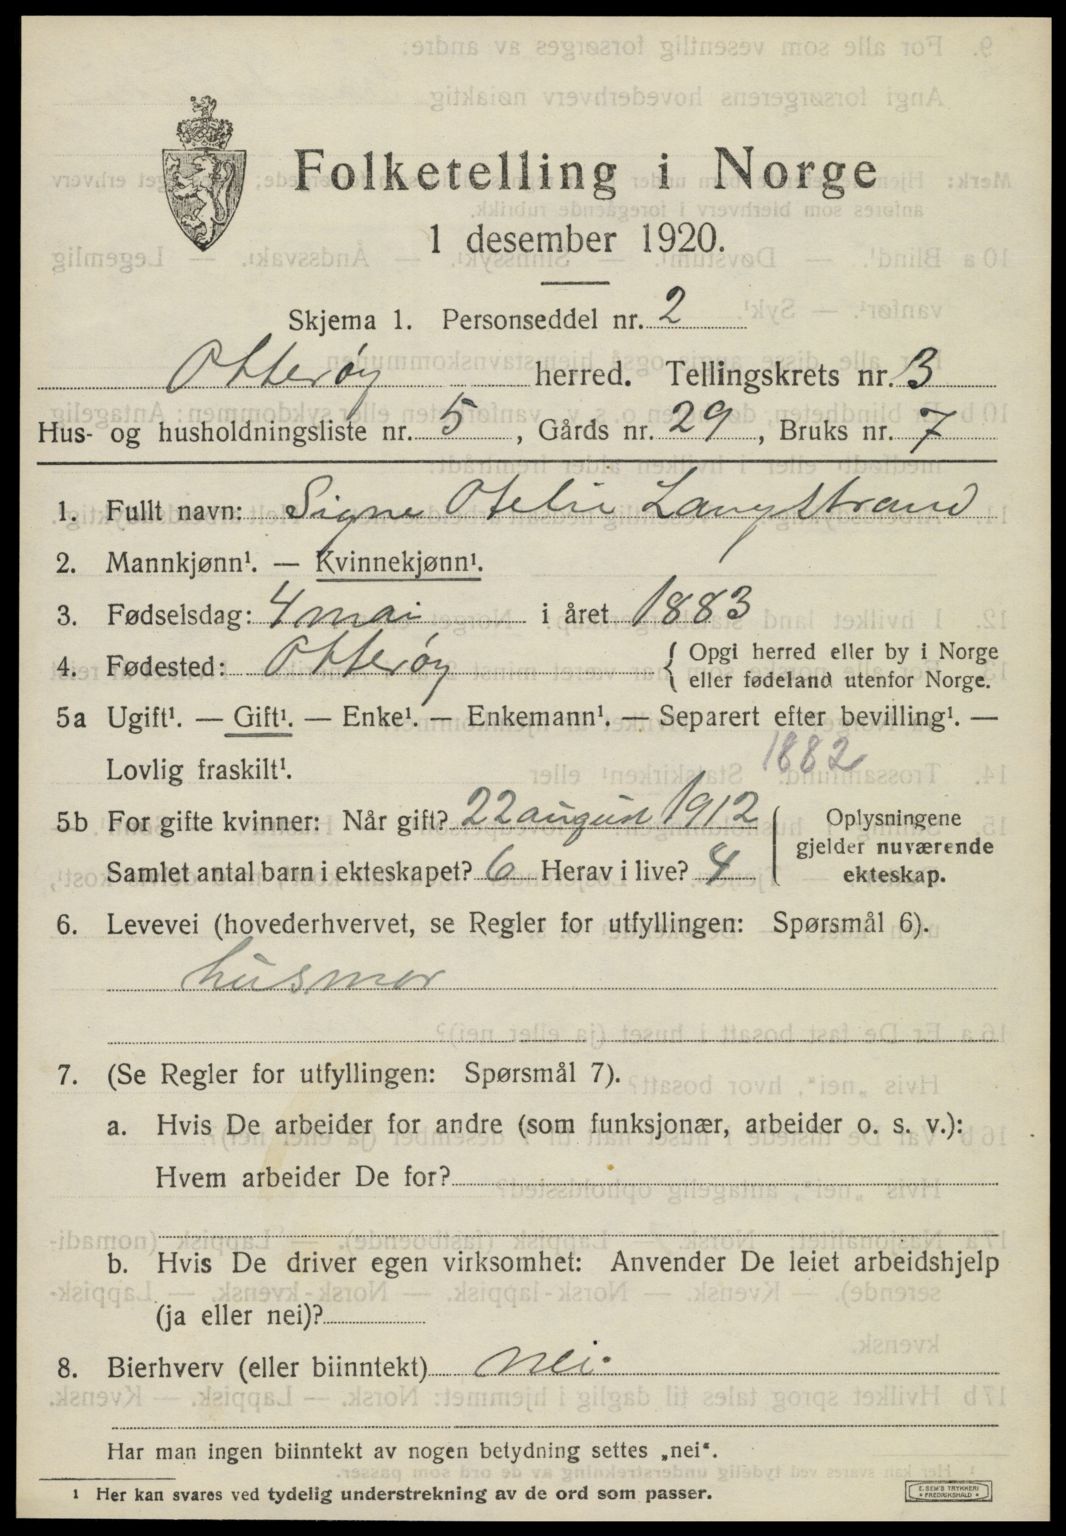 Folketelling i Norge
1 desember 1920.
Skjema 1. Personseddel nr. 2
Otterøy herred. Tellingskrets nr. 3
Hus- og husholdningsliste nr. 5, Gårds nr. 29, Bruks nr. 7
1. Fullt navn: Signe Otelie Langstrand
2. Mannkjønn¹. — Kvinnekjønn¹.
3. Fødselsdag: 4 mai i året 1883
4. Fødested: Otterøy { Opgi herred eller by i Norge
eller fødeland utenfor Norge.
5a Ugift¹. — Gift¹. — Enke¹. — Enkemann¹. — Separert efter bevilling¹. —
Lovlig fraskilt¹. 1882
5b For gifte kvinner: Når gift? 22 august 1912
Samlet antal barn i ekteskapet? 6 Herav i live? 4
{ Oplysningene
gjelder nuværende
ekteskap.
6. Levevei (hovederhvervet, se Regler for utfyllingen: Spørsmål 6).
husmor
7. (Se Regler for utfyllingen: Spørsmål 7).
a. Hvis De arbeider for andre (som funksjonær, arbeider o. s. v.):
Hvem arbeider De for?
b. Hvis De driver egen virksomhet: Anvender De leiet arbeidshjelp
(ja eller nei)?
8. Bierhverv (eller biinntekt) nei
Har man ingen biinntekt av nogen betydning settes „nei“.
¹ Her kan svares ved tydelig understrekning av de ord som passer.
E. SEM'S TRYKKERI
• FREDRIKSHALD •